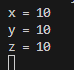 x = 10
y = 10
z = 10